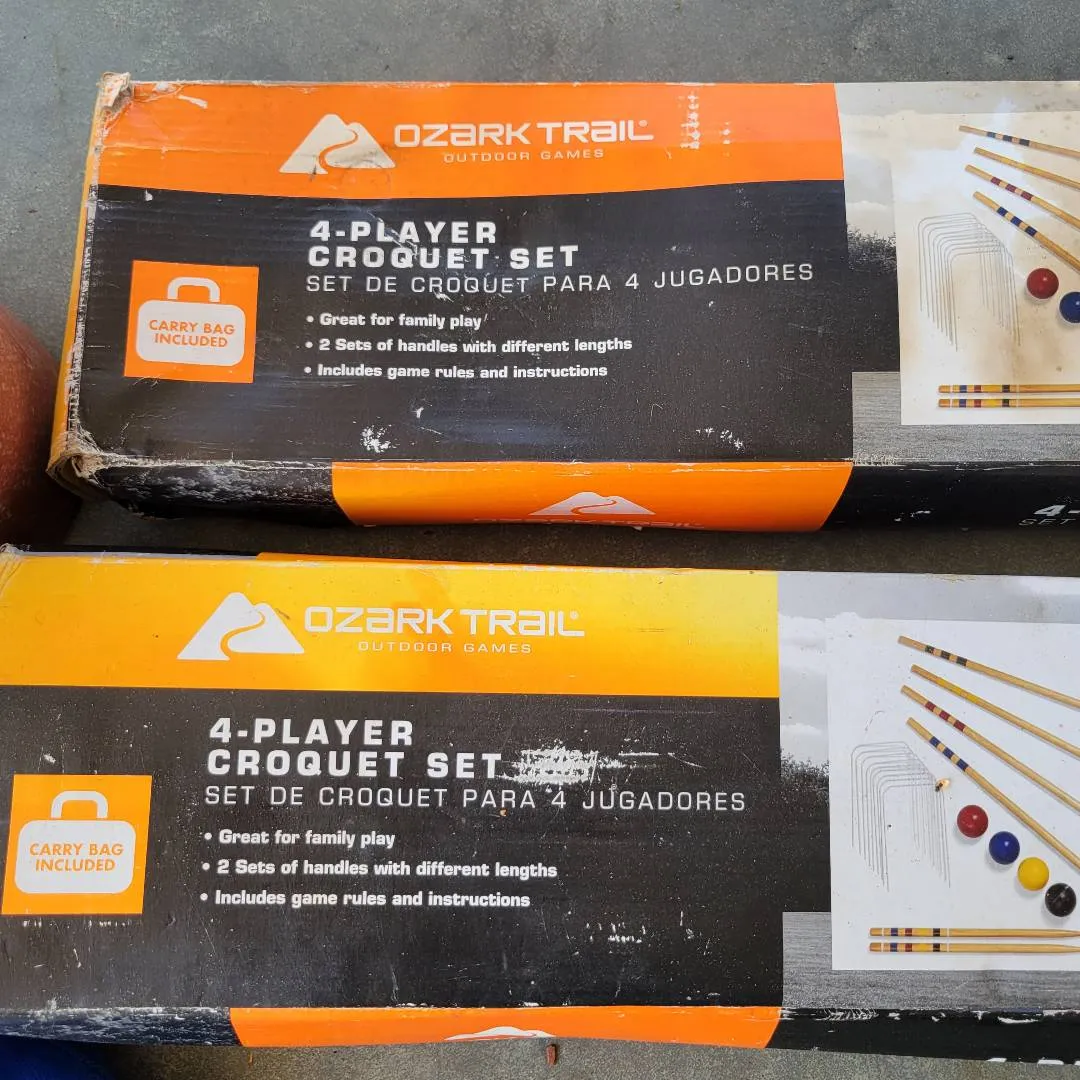 OZARK TRAIL®
OUTDOOR GAMES
4-PLAYER
CROQUET SET
SET DE CROQUET PARA 4 JUGADORES
• Great for family play
• 2 Sets of handles with different lengths
• Includes game rules and instructions
CARRY BAG
INCLUDED
4-
SET
OZARK TRAIL®
OUTDOOR GAMES
4-PLAYER
CROQUET SET
SET DE CROQUET PARA 4 JUGADORES
• Great for family play
• 2 Sets of handles with different lengths
• Includes game rules and instructions
CARRY BAG
INCLUDED